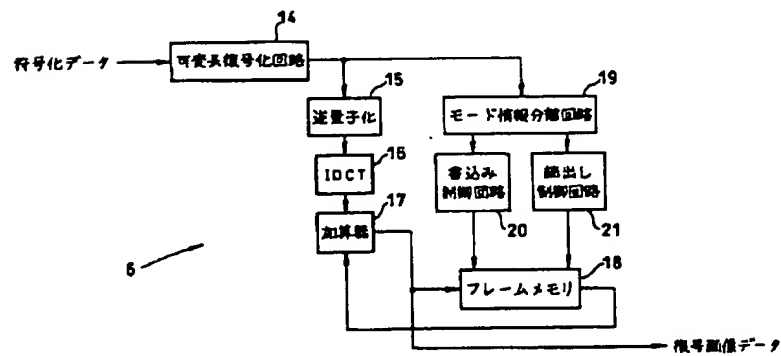 14
符号化データ
可変長復号化回路
15
19
逆量子化
モード情報分離回路
16
IDCT
書込み
制御回路
読出し
制御回路
17
加算器
20
21
6
18
フレームメモリ
復号画像データ